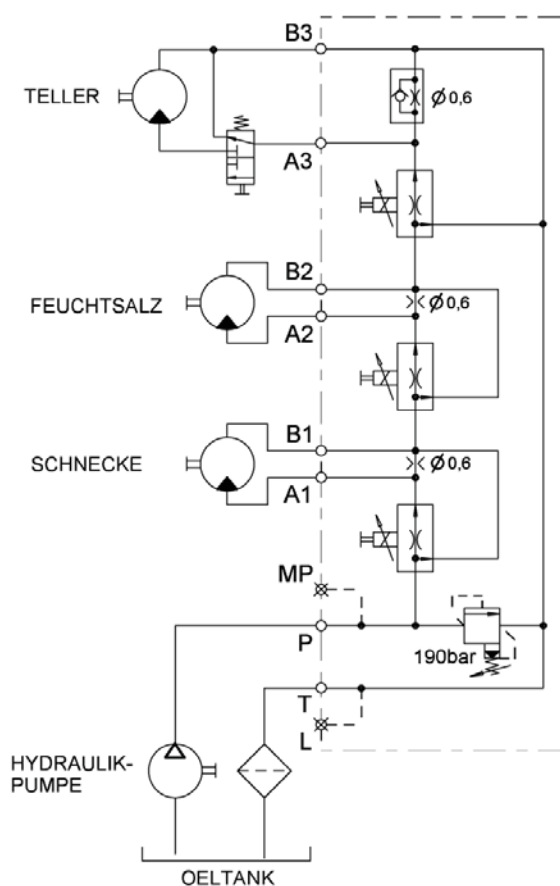 B3
TELLER
Ø0,6
A3
B2
FEUCHTSALZ
Ø0,6
A2
B1
SCHNECKE
Ø0,6
A1
MP
P
190bar
T
L
HYDRAULIK-
PUMPE
OELTANK